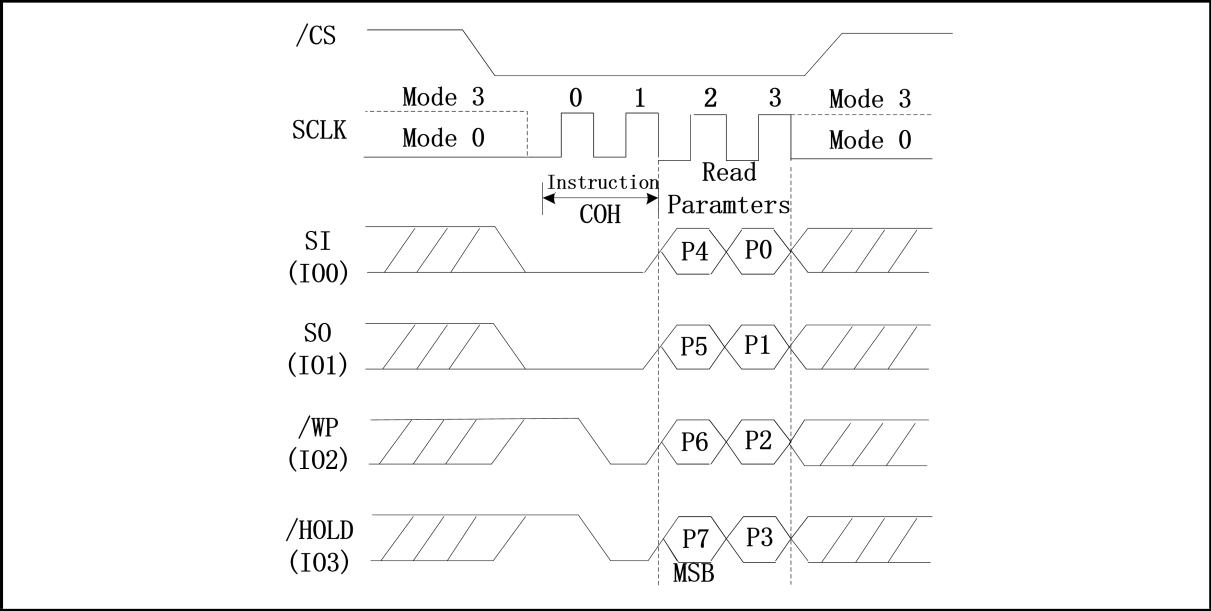 /CS
Mode 3 0 1 2 3 Mode 3
SCLK
Mode 0 Mode 0
Instruction Read
COH Paramters
SI
(IO0) P4 P0
SO
(IO1) P5 P1
/WP
(IO2) P6 P2
/HOLD
(IO3) P7 P3
MSB